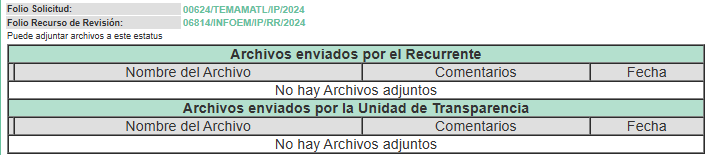 Folio Solicitud: 00624/TEMAMATL/IP/2024
Folio Recurso de Revisión: 06814/INFOEM/IP/RR/2024
Puede adjuntar archivos a este estatus
Archivos enviados por el Recurrente
Nombre del Archivo Comentarios Fecha
No hay Archivos adjuntos
Archivos enviados por la Unidad de Transparencia
Nombre del Archivo Comentarios Fecha
No hay Archivos adjuntos